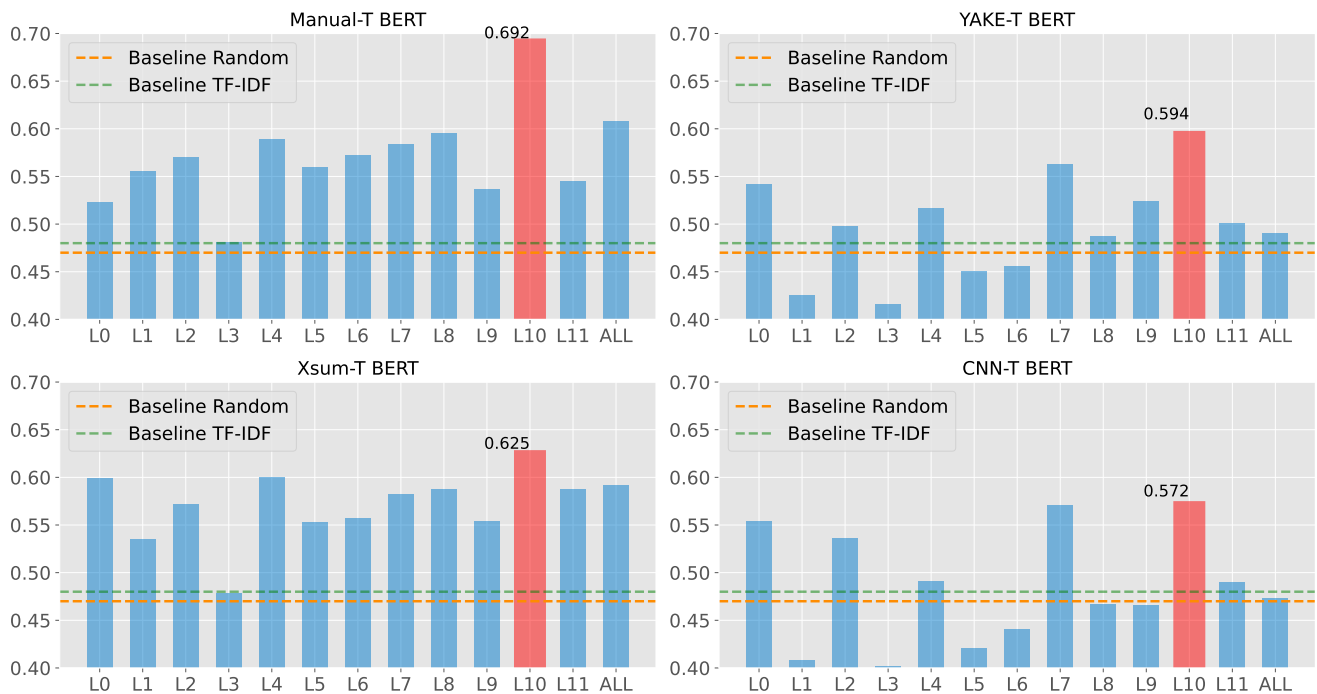 Manual-T BERT
0.70
0.65
0.60
0.55
0.50
0.45
0.40
Baseline Random
Baseline TF-IDF
0.692
L0 L1 L2 L3 L4 L5 L6 L7 L8 L9 L10 L11 ALL
YAKE-T BERT
0.70
0.65
0.60
0.55
0.50
0.45
0.40
Baseline Random
Baseline TF-IDF
0.594
L0 L1 L2 L3 L4 L5 L6 L7 L8 L9 L10 L11 ALL
Xsum-T BERT
0.70
0.65
0.60
0.55
0.50
0.45
0.40
Baseline Random
Baseline TF-IDF
0.625
L0 L1 L2 L3 L4 L5 L6 L7 L8 L9 L10 L11 ALL
CNN-T BERT
0.70
0.65
0.60
0.55
0.50
0.45
0.40
Baseline Random
Baseline TF-IDF
0.572
L0 L1 L2 L3 L4 L5 L6 L7 L8 L9 L10 L11 ALL